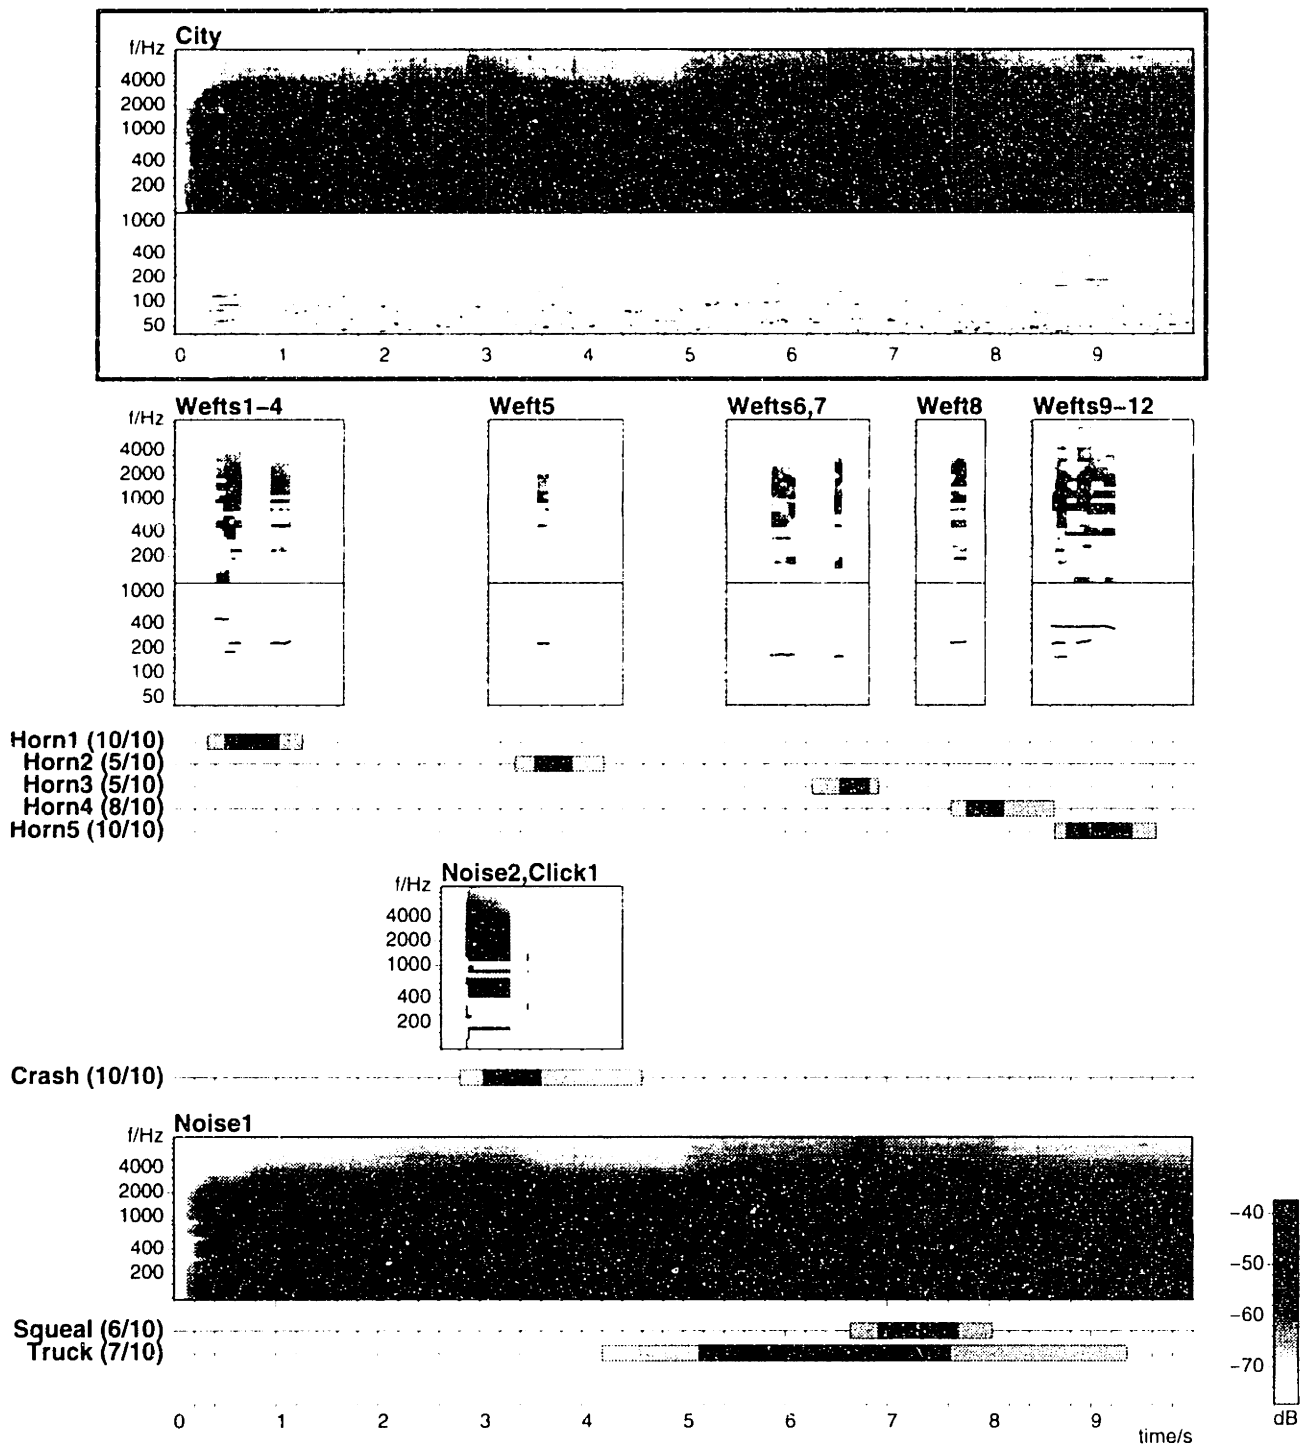 City
f/Hz
4000
2000
1000
400
200
1000
400
200
100
50
0 1 2 3 4 5 6 7 8 9
Wefts1-4 Weft5 Wefts6,7 Weft8 Wefts9-12
f/Hz
4000
2000
1000
400
200
1000
400
200
100
50
Horn1 (10/10)
Horn2 (5/10)
Horn3 (5/10)
Horn4 (8/10)
Horn5 (10/10)
Noise2,Click1
f/Hz
4000
2000
1000
400
200
Crash (10/10)
Noise1
f/Hz
4000
2000
1000
400
200
-40
-50
-60
-70
dB
Squeal (6/10)
Truck (7/10)
0 1 2 3 4 5 6 7 8 9
time/s